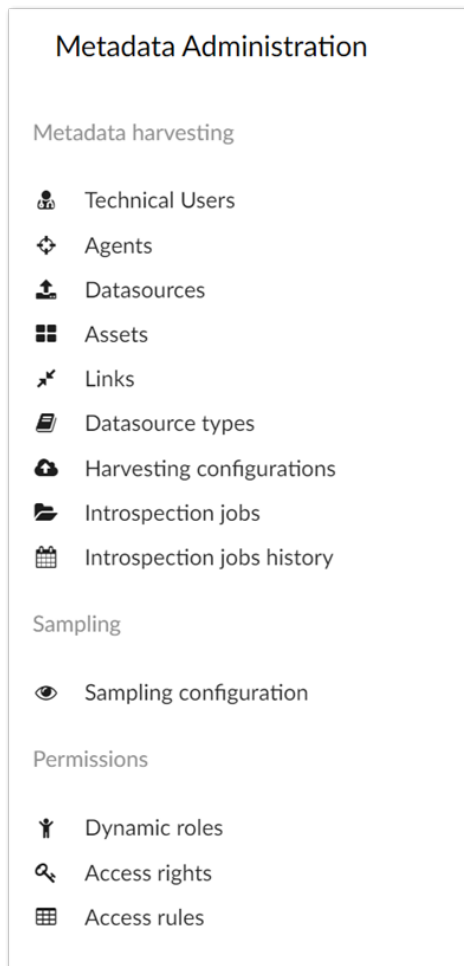 Metadata Administration
Metadata harvesting
Technical Users
Agents
Datasources
Assets
Links
Datasource types
Harvesting configurations
Introspection jobs
Introspection jobs history
Sampling
Sampling configuration
Permissions
Dynamic roles
Access rights
Access rules